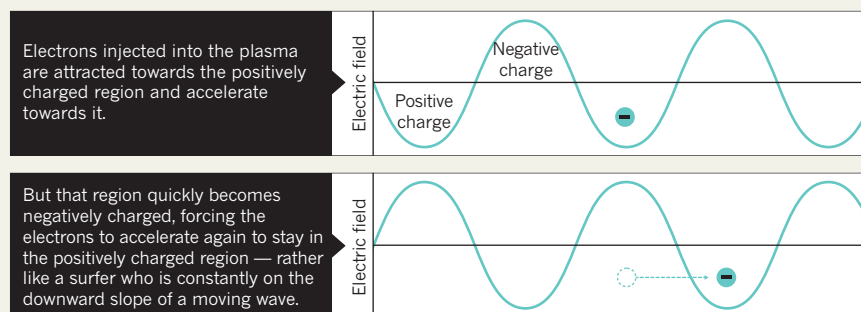 Electrons injected into the plasma
are attracted towards the positively
charged region and accelerate
towards it.
Electric field
Positive
charge
Negative
charge
But that region quickly becomes
negatively charged, forcing the
electrons to accelerate again to stay in
the positively charged region — rather
like a surfer who is constantly on the
downward slope of a moving wave.
Electric field